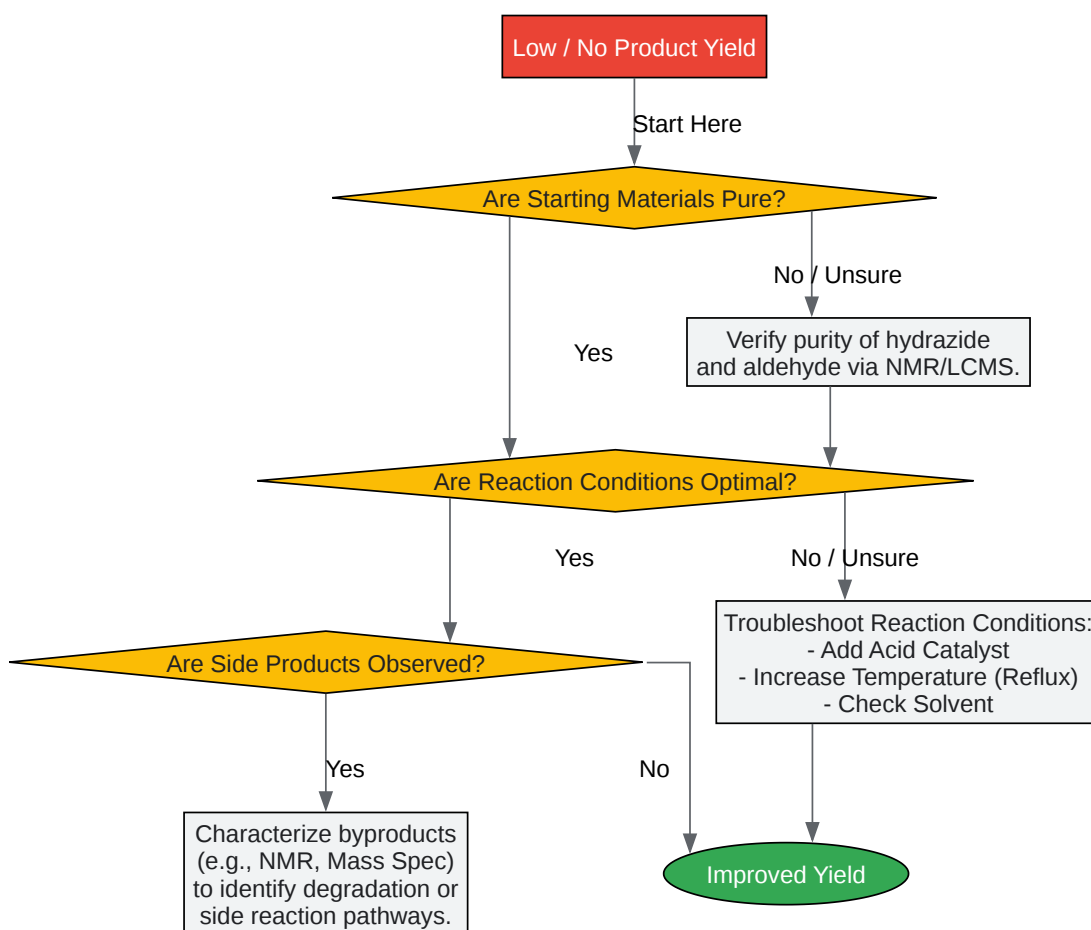 Low / No Product Yield
Start Here
Are Starting Materials Pure?
No / Unsure
Yes
Verify purity of hydrazide
and aldehyde via NMR/LCMS.
Are Reaction Conditions Optimal?
Yes
No / Unsure
Troubleshoot Reaction Conditions:
- Add Acid Catalyst
- Increase Temperature (Reflux)
- Check Solvent
Are Side Products Observed?
Yes
No
Characterize byproducts
(e.g., NMR, Mass Spec)
to identify degradation or
side reaction pathways.
Improved Yield